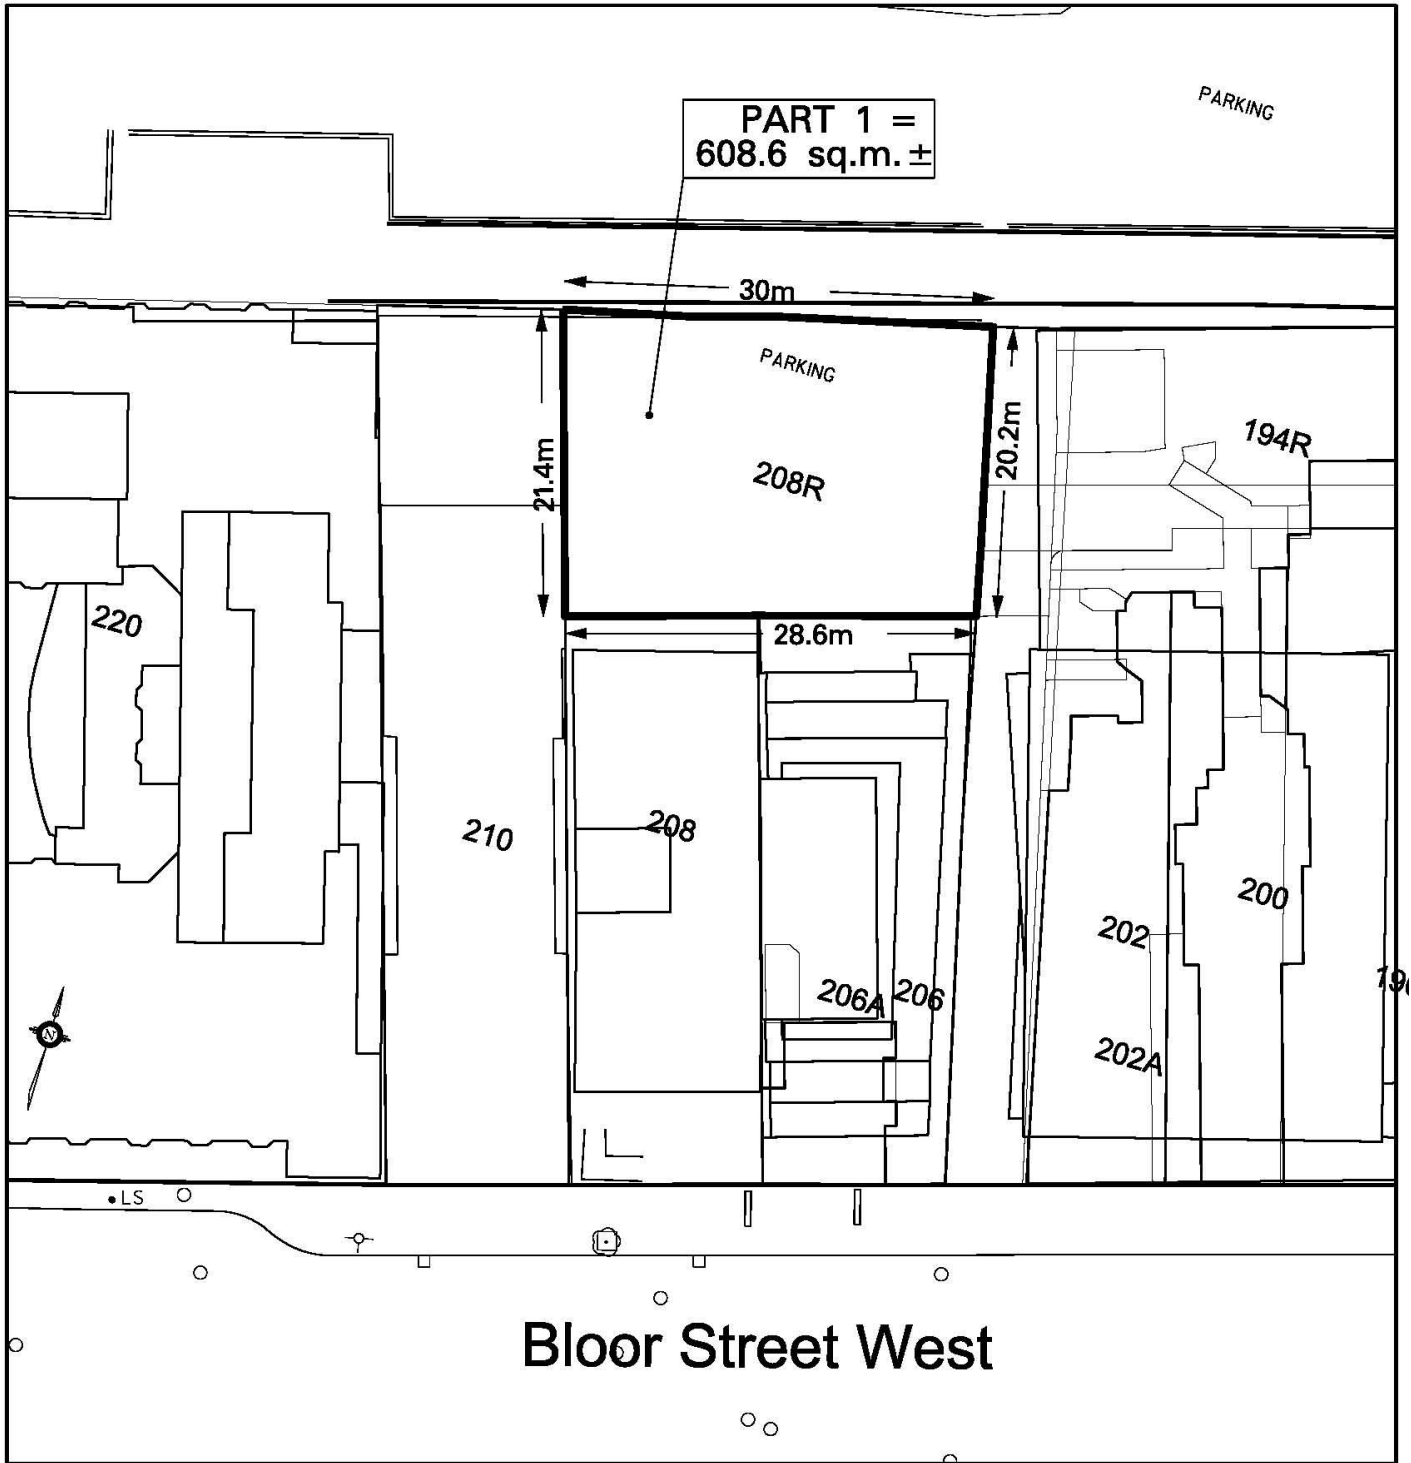 PARKING
PART 1 =
608.6 sq.m. ±
30m
PARKING
21.4m
20.2m
194R
208R
220
28.6m
210
208
200
202
206A
206
202A
N
LS
Bloor Street West